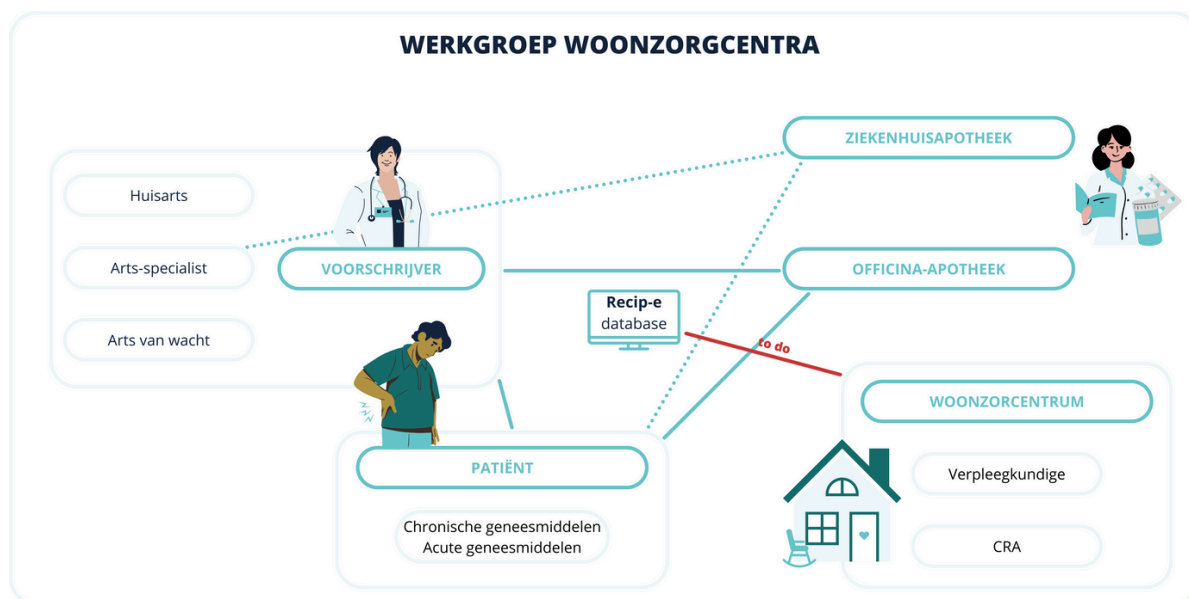 WERKGROEP WOONZORGCENTRA
Huisarts
Arts-specialist
Arts van wacht
VOORSCHRIJVER
ZIEKENHUISAPOTHEEK
OFFICINA-APOTHEEK
Recip-e
database
to do
WOONZORCENTRUM
Verpleegkundige
CRA
PATIËNT
Chronische geneesmiddelen
Acute geneesmiddelen